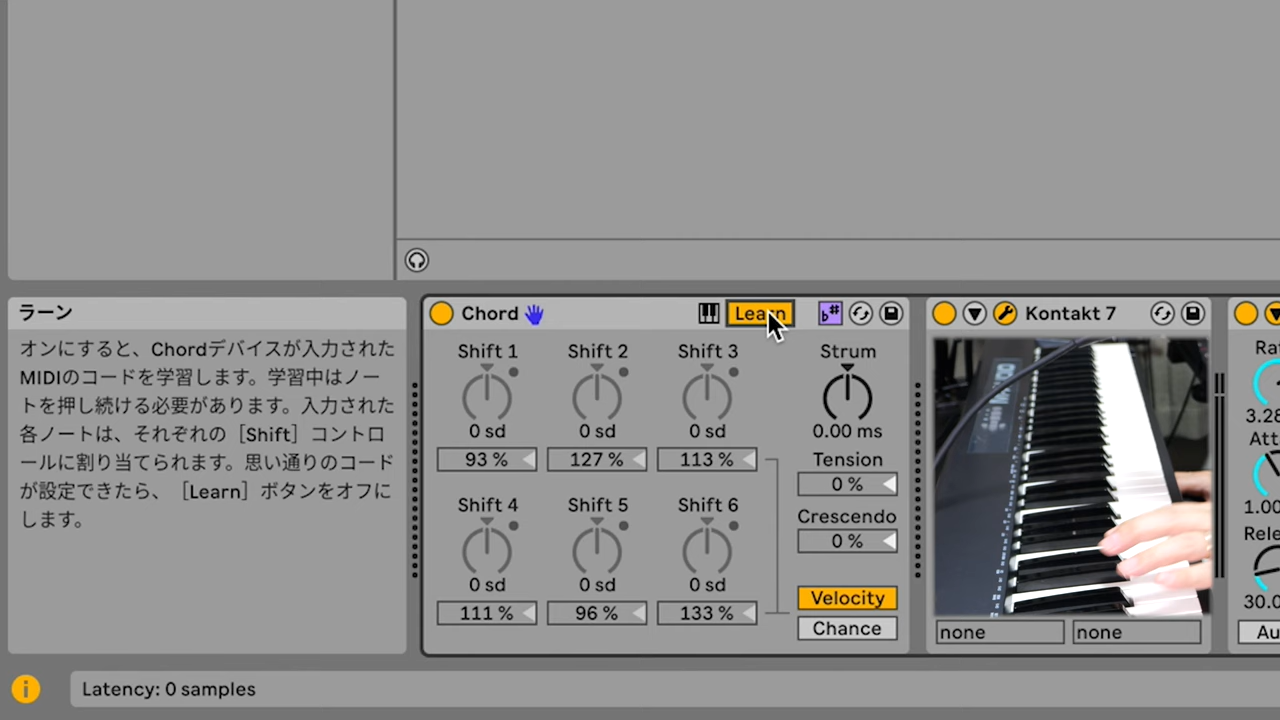 ラーン
オンにすると、Chordデバイスが入力された
MIDIのコードを学習します。学習中はノー
トを押し続ける必要があります。入力された
各ノートは、それぞれの［Shift］コントロ
ールに割り当てられます。思い通りのコード
が設定できたら、［Learn］ボタンをオフに
します。
Chord Learn
Shift 1 Shift 2 Shift 3 Strum
0 sd 0 sd 0 sd 0.00 ms
93 % 127 % 113 % Tension
0 %
Shift 4 Shift 5 Shift 6 Crescendo
0 %
0 sd 0 sd 0 sd
111 % 96 % 133 % Velocity
Chance
Kontakt 7
none none
3.28
1.00
30.0
Au
Latency: 0 samples